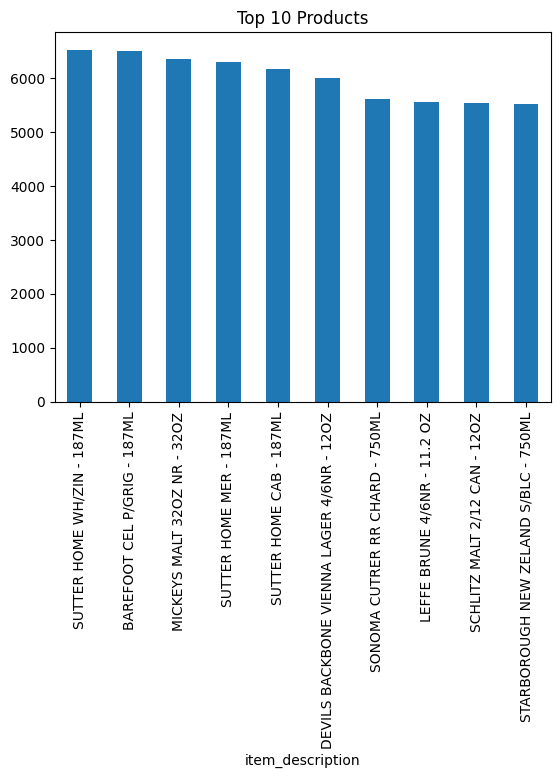 Top 10 Products
6000
5000
4000
3000
2000
1000
0
SUTTER HOME WH/ZIN - 187ML
BAREFOOT CEL P/GRIG - 187ML
MICKEYS MALT 32OZ NR - 32OZ
SUTTER HOME MER - 187ML
SUTTER HOME CAB - 187ML
DEVILS BACKBONE VIENNA LAGER 4/6NR - 12OZ
SONOMA CUTRER RR CHARD - 750ML
LEFFE BRUNE 4/6NR - 11.2 OZ
SCHLITZ MALT 2/12 CAN - 12OZ
STARBOROUGH NEW ZELAND S/BLC - 750ML
item_description